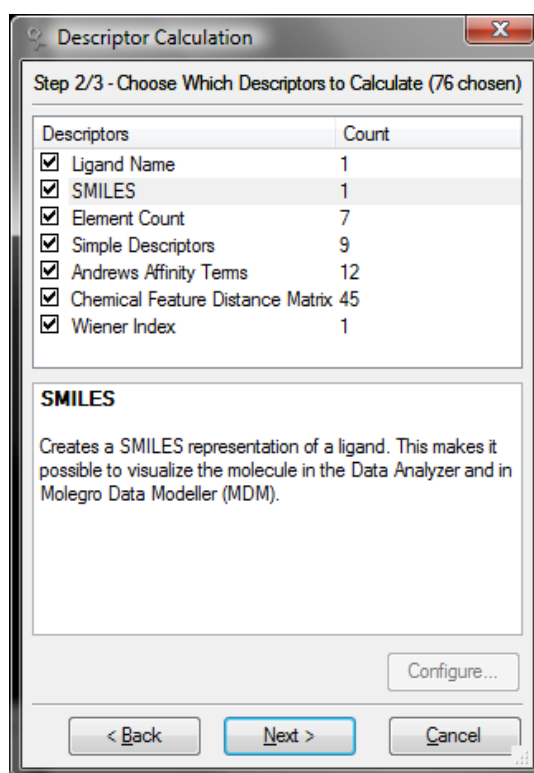 Descriptor Calculation
Step 2/3 - Choose Which Descriptors to Calculate (76 chosen)
Descriptors Count
Ligand Name 1
SMILES 1
Element Count 7
Simple Descriptors 9
Andrews Affinity Terms 12
Chemical Feature Distance Matrix 45
Wiener Index 1
SMILES
Creates a SMILES representation of a ligand. This makes it
possible to visualize the molecule in the Data Analyzer and in
Molegro Data Modeller (MDM).
Configure...
< Back Next > Cancel